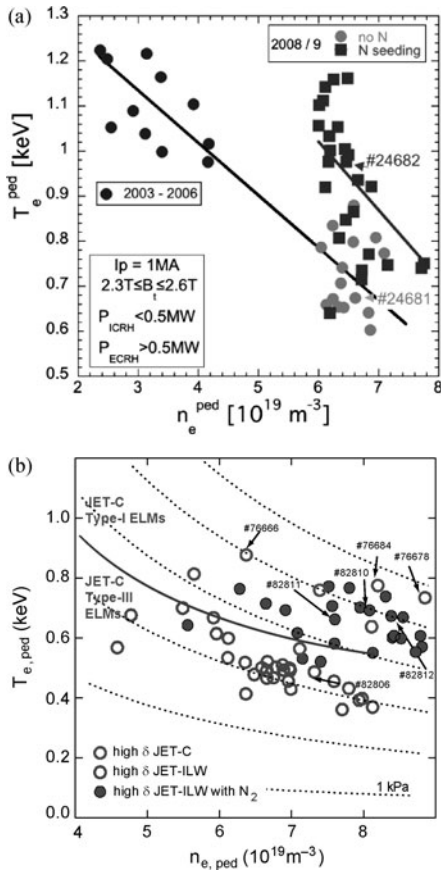 (a)
2008 / 9
no N
N seeding
#24682
2003 - 2006
#24681
Ip = 1MA
2.3T≤B_t≤2.6T
P_ICRH <0.5MW
P_ECRH >0.5MW
1.3
1.2
1.1
1
0.9
0.8
0.7
0.6
0.5
T_e^ped [keV]
2 3 4 5 6 7 8
n_e^ped [10^19 m^-3]
(b)
JET-C
Type-I ELMs
#76666
#76684
#76678
#82810
#82811
JET-C
Type-III
ELMs
#82812
#82806
high δ JET-C
high δ JET-ILW
high δ JET-ILW with N_2
1 kPa
1.0
0.8
0.6
0.4
0.2
0.0
T_e,ped (keV)
4 5 6 7 8
n_e, ped (10^19 m^-3)